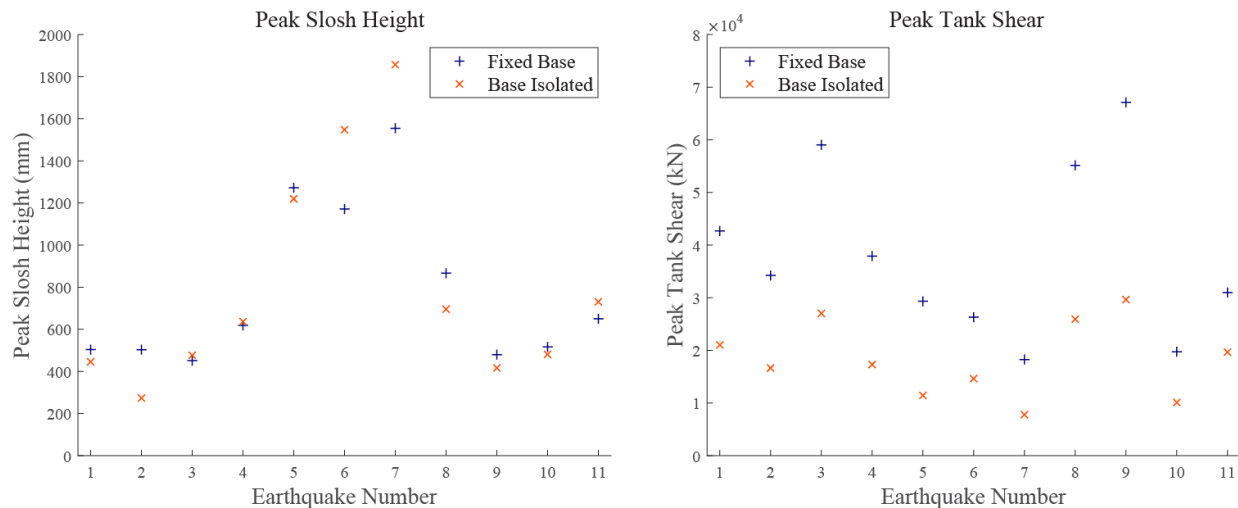 Peak Slosh Height
Peak Slosh Height (mm)
2000
1800
1600
1400
1200
1000
800
600
400
200
0
Fixed Base
Base Isolated
1 2 3 4 5 6 7 8 9 10 11
Earthquake Number
Peak Tank Shear
×10⁴
Peak Tank Shear (kN)
8
7
6
5
4
3
2
1
0
Fixed Base
Base Isolated
1 2 3 4 5 6 7 8 9 10 11
Earthquake Number